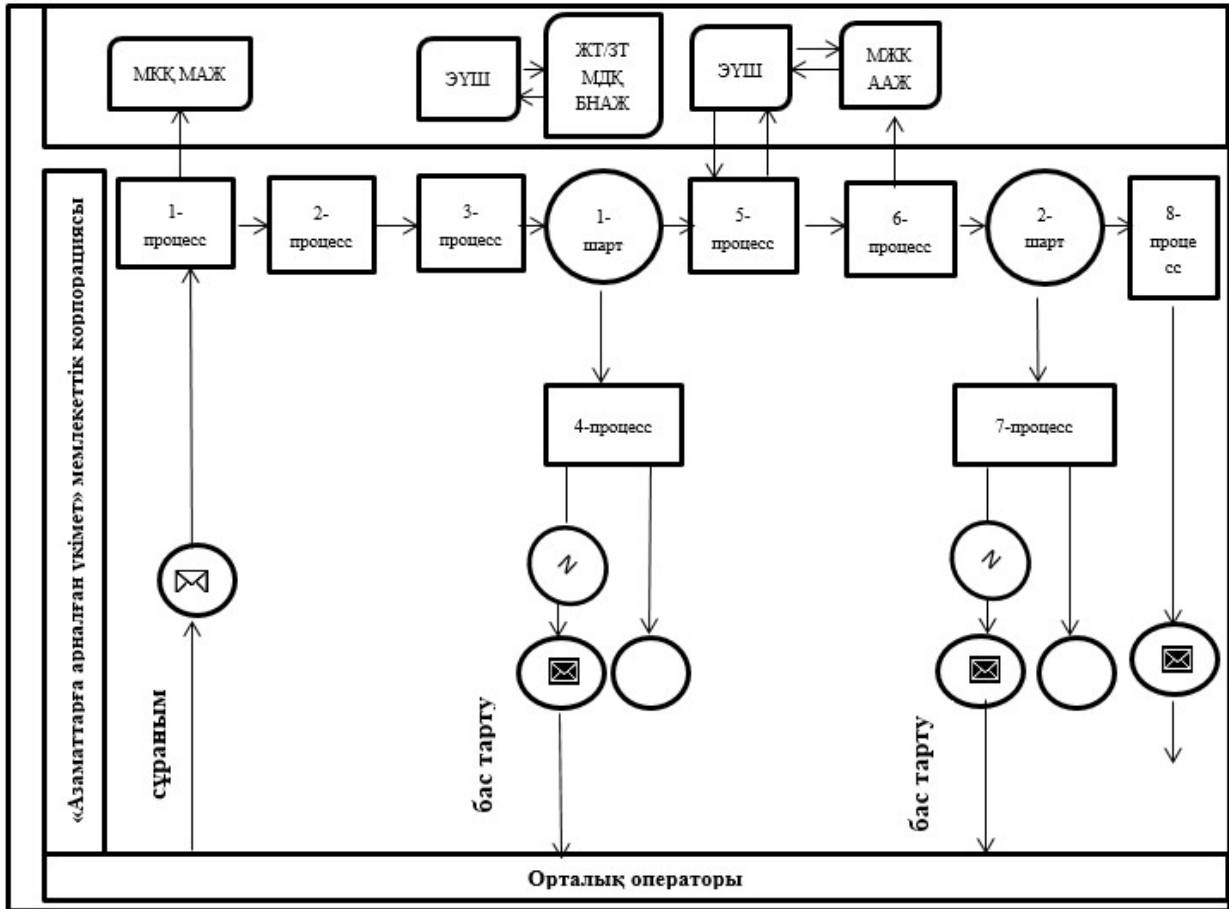 МКҚ МАЖ
ЭҮШ
ЖТ/ЗТ
МДҚ
БНАЖ
ЭҮШ
МЖК
ААЖ
«Азаматтарға арналған үкімет» мемлекеттік корпорациясы
1-
процесс
2-
процесс
3-
процесс
1-
шарт
5-
процесс
6-
процесс
2-
шарт
8-
проце
сс
4-процесс
7-процесс
N
N
сұраным
бас тарту
бас тарту
Орталық операторы